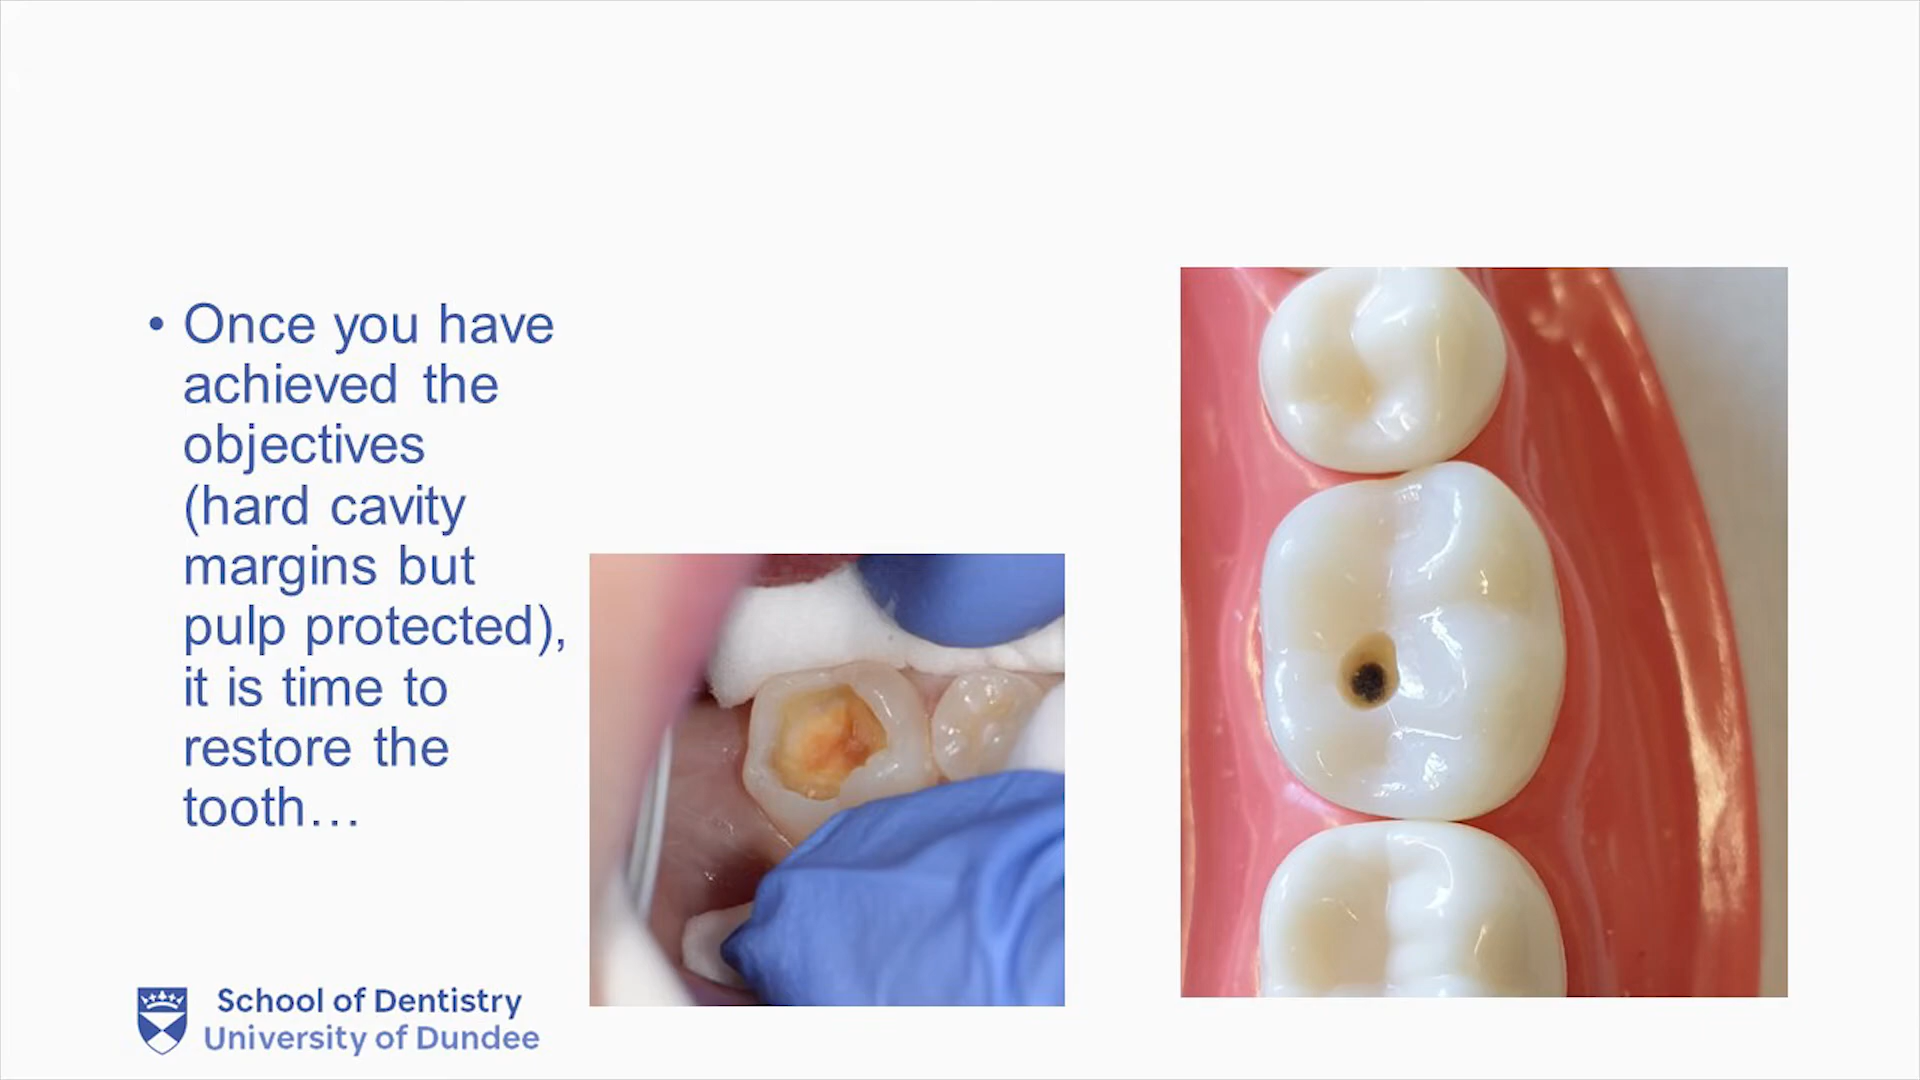 • Once you have
achieved the
objectives
(hard cavity
margins but
pulp protected),
it is time to
restore the
tooth…
School of Dentistry
University of Dundee